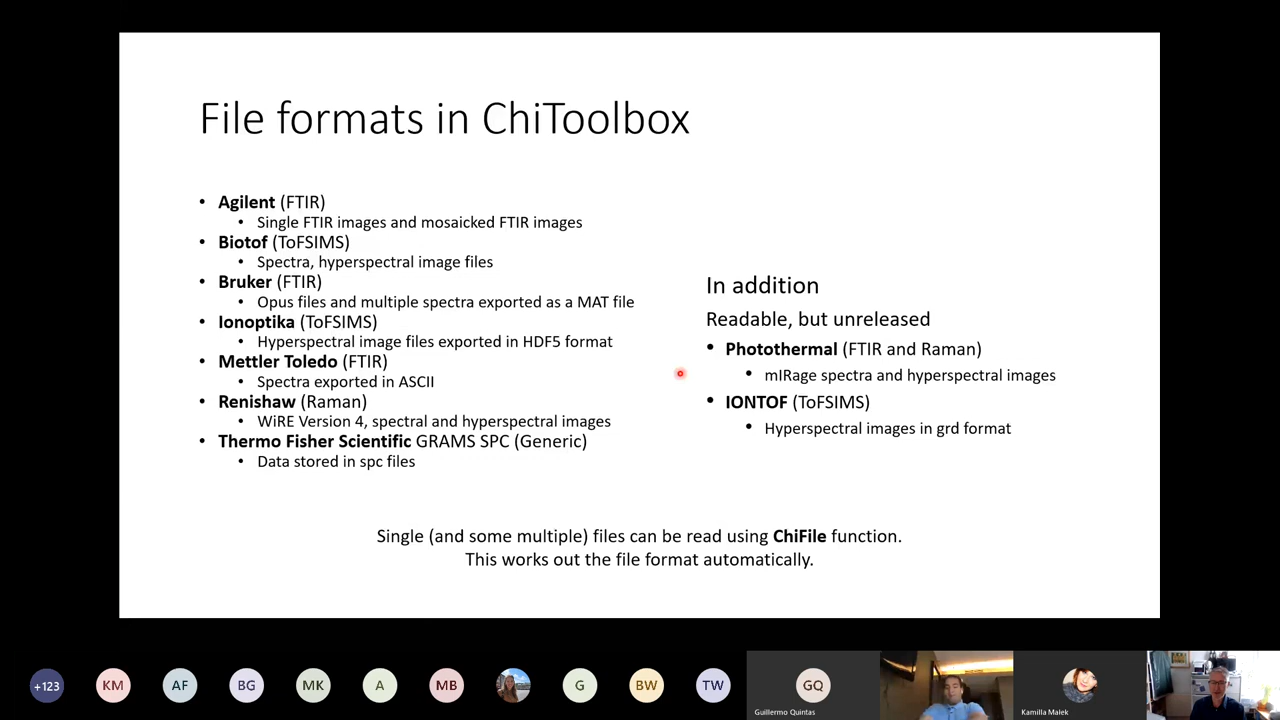 File formats in ChiToolbox
• Agilent (FTIR)
• Single FTIR images and mosaicked FTIR images
• Biotof (ToFSIMS)
• Spectra, hyperspectral image files
• Bruker (FTIR)
• Opus files and multiple spectra exported as a MAT file
• Ionoptika (ToFSIMS)
• Hyperspectral image files exported in HDF5 format
• Mettler Toledo (FTIR)
• Spectra exported in ASCII
• Renishaw (Raman)
• WiRE Version 4, spectral and hyperspectral images
• Thermo Fisher Scientific GRAMS SPC (Generic)
• Data stored in spc files
In addition
Readable, but unreleased
• Photothermal (FTIR and Raman)
• mIRage spectra and hyperspectral images
• IONTOF (ToFSIMS)
• Hyperspectral images in grd format
Single (and some multiple) files can be read using ChiFile function.
This works out the file format automatically.
+123 KM AF BG MK A MB G BW TW GQ
Guillermo Quintas
Kamilla Małek